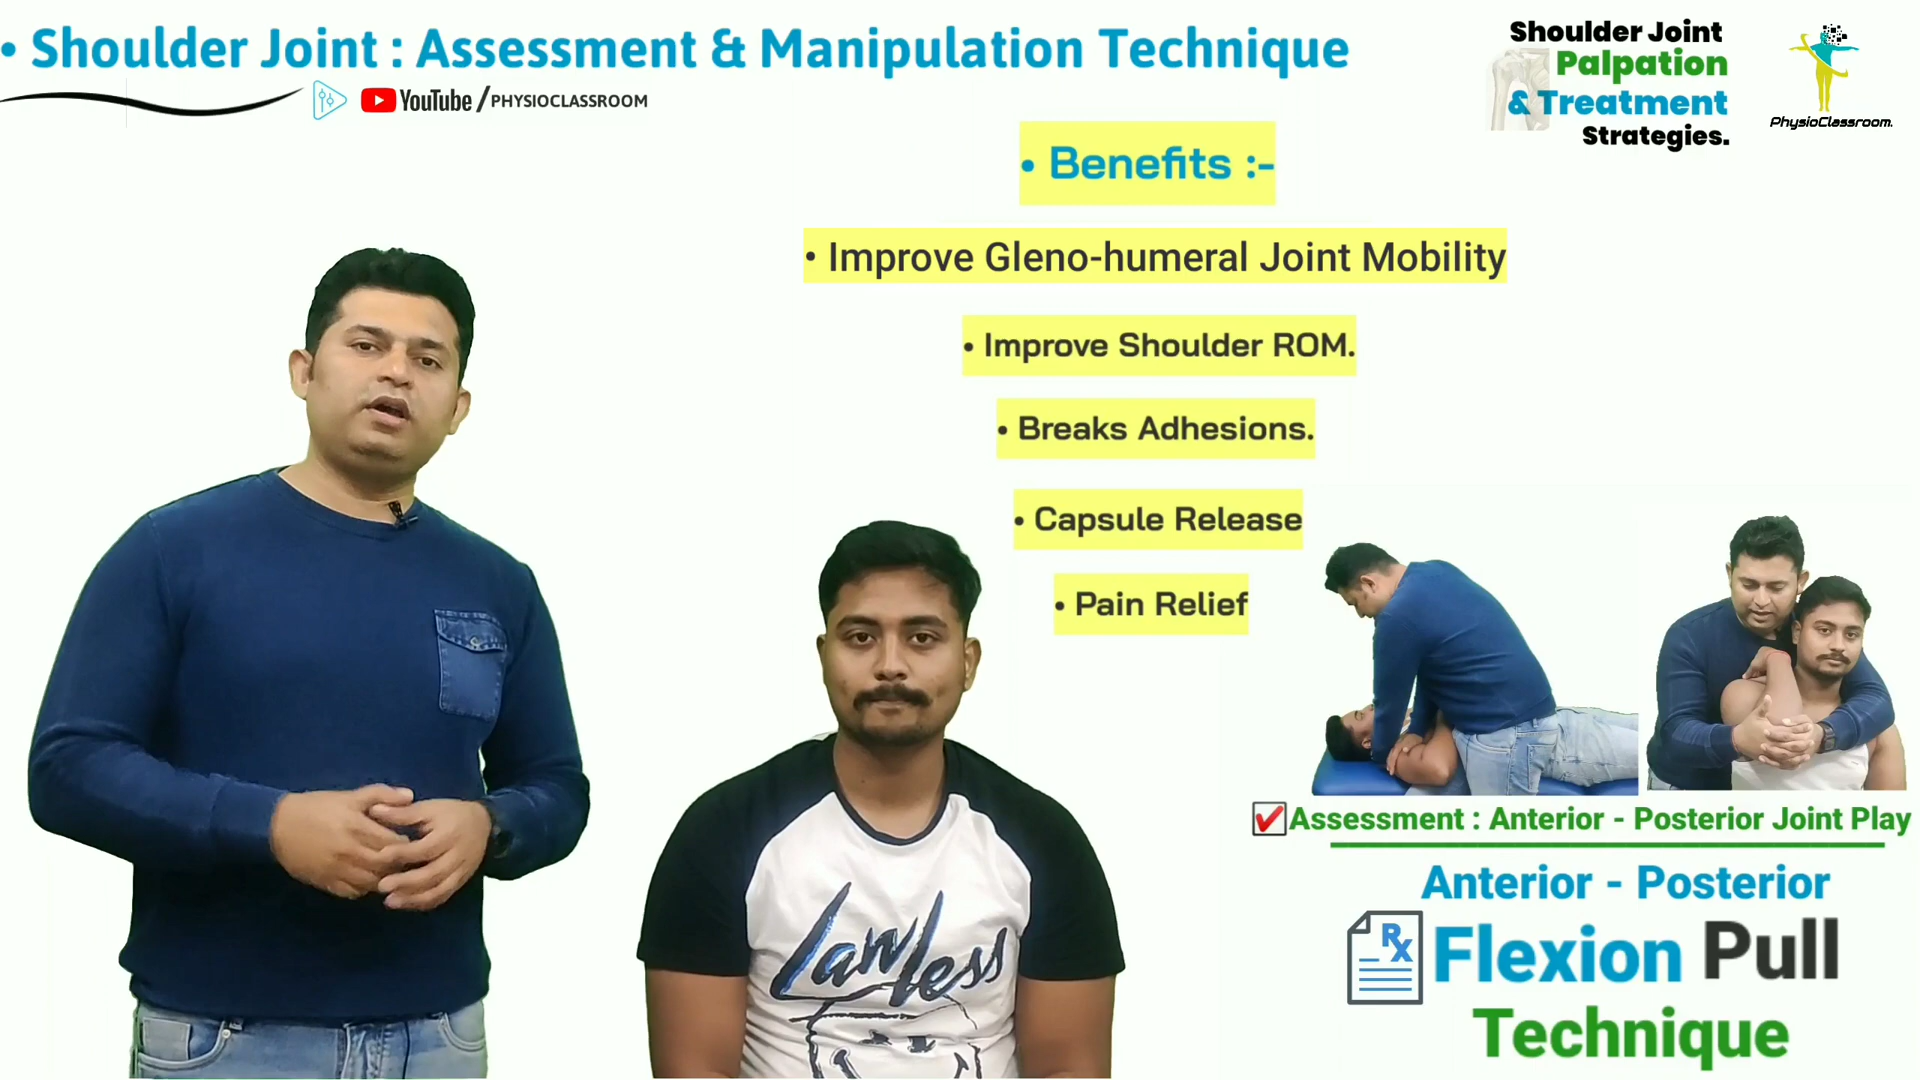 • Shoulder Joint : Assessment & Manipulation Technique
YouTube /PHYSIOCLASSROOM
Shoulder Joint
Palpation
& Treatment
Strategies.
PhysioClassroom.
• Benefits :-
• Improve Gleno-humeral Joint Mobility
• Improve Shoulder ROM.
• Breaks Adhesions.
• Capsule Release
• Pain Relief
Lawless
Assessment : Anterior - Posterior Joint Play
Anterior - Posterior
Rx
Flexion Pull
Technique